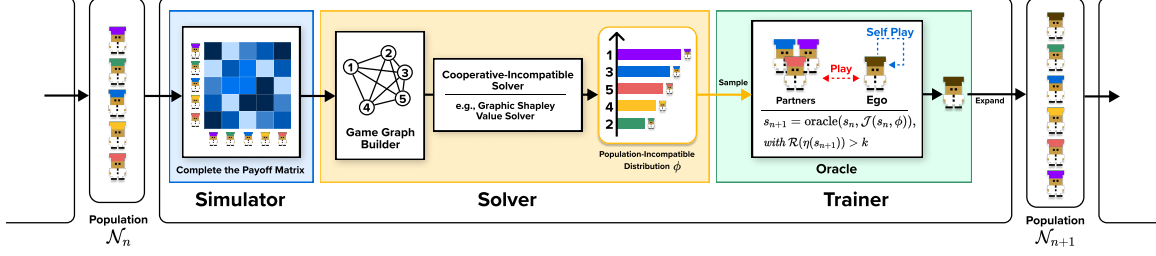 Population
𝒩n
Complete the Payoff Matrix
Simulator
1
2
3
4
5
Game Graph
Builder
Cooperative-Incompatible
Solver
e.g., Graphic Shapley
Value Solver
1
3
5
4
2
Population-Incompatible
Distribution ϕ
Solver
Sample
Self Play
Play
Partners
Ego
sn+1 = oracle(sn, 𝒥(sn, ϕ)),
with ℛ(η(sn+1)) > k
Oracle
Trainer
Expand
Population
𝒩n+1